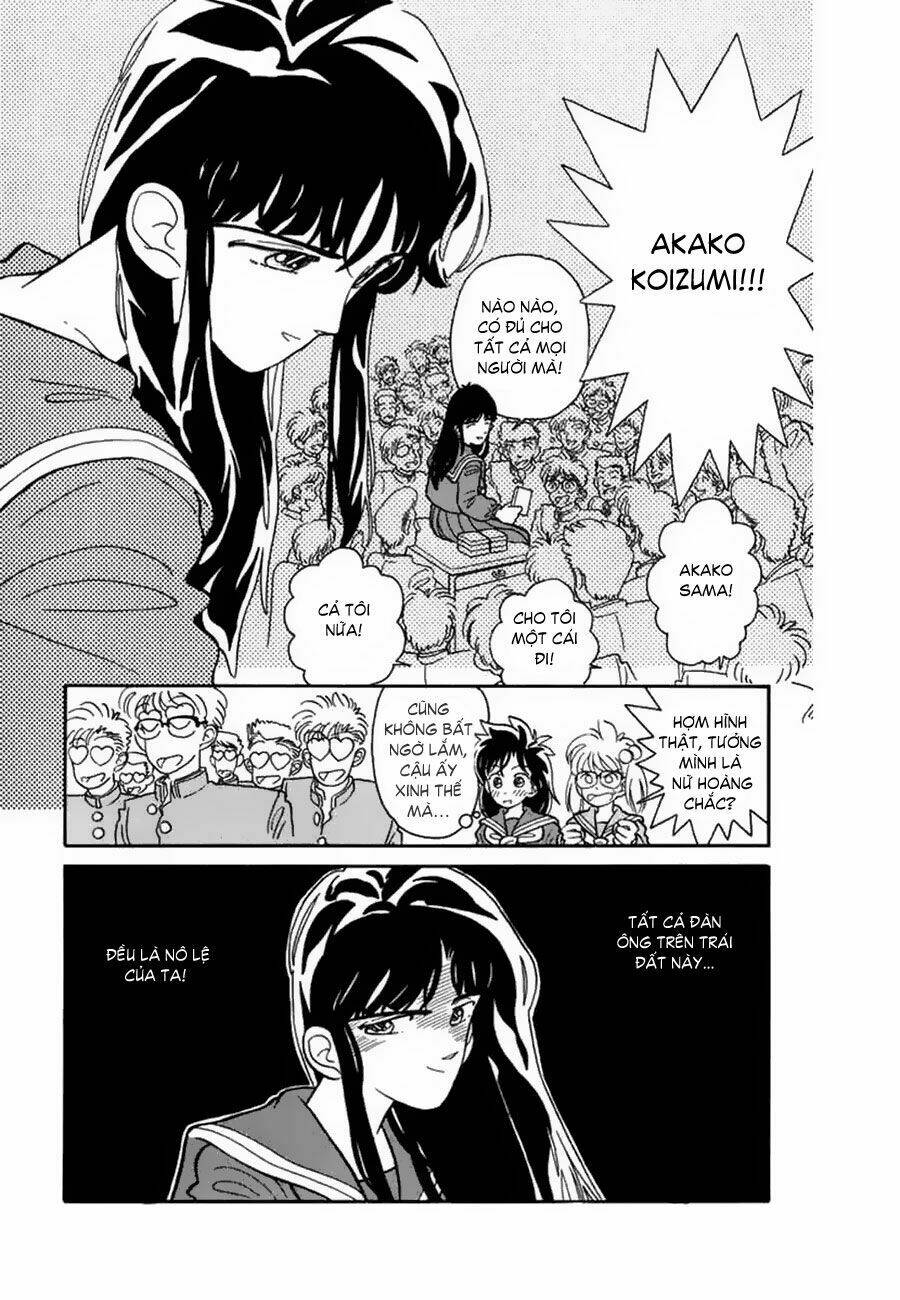 AKAKO
KOIZUMI!!!
NÀO NÀO,
CÓ ĐỦ CHO
TẤT CẢ MỌI
NGƯỜI MÀ!
AKAKO
SAMA!
CHO TÔI
MỘT CÁI
ĐI!
CẢ TÔI
NỮA!
HỢM HĨNH
THẬT, TƯỞNG
MÌNH LÀ
NỮ HOÀNG
CHẮC?
CŨNG
KHÔNG BẤT
NGỜ LẮM,
CẬU ẤY
XINH THẾ
MÀ...
TẤT CẢ ĐÀN
ÔNG TRÊN TRÁI
ĐẤT NÀY...
ĐỀU LÀ NÔ LỆ
CỦA TA!